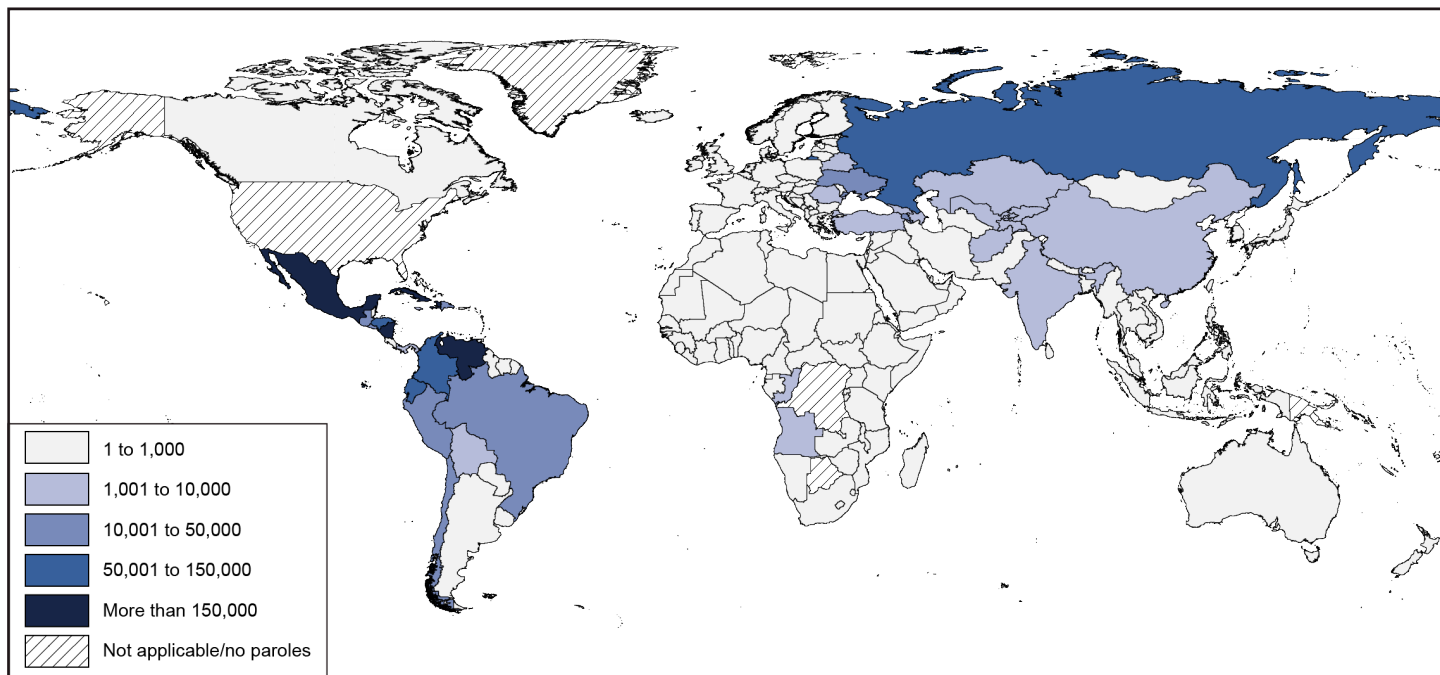 1 to 1,000
1,001 to 10,000
10,001 to 50,000
50,001 to 150,000
More than 150,000
Not applicable/no paroles